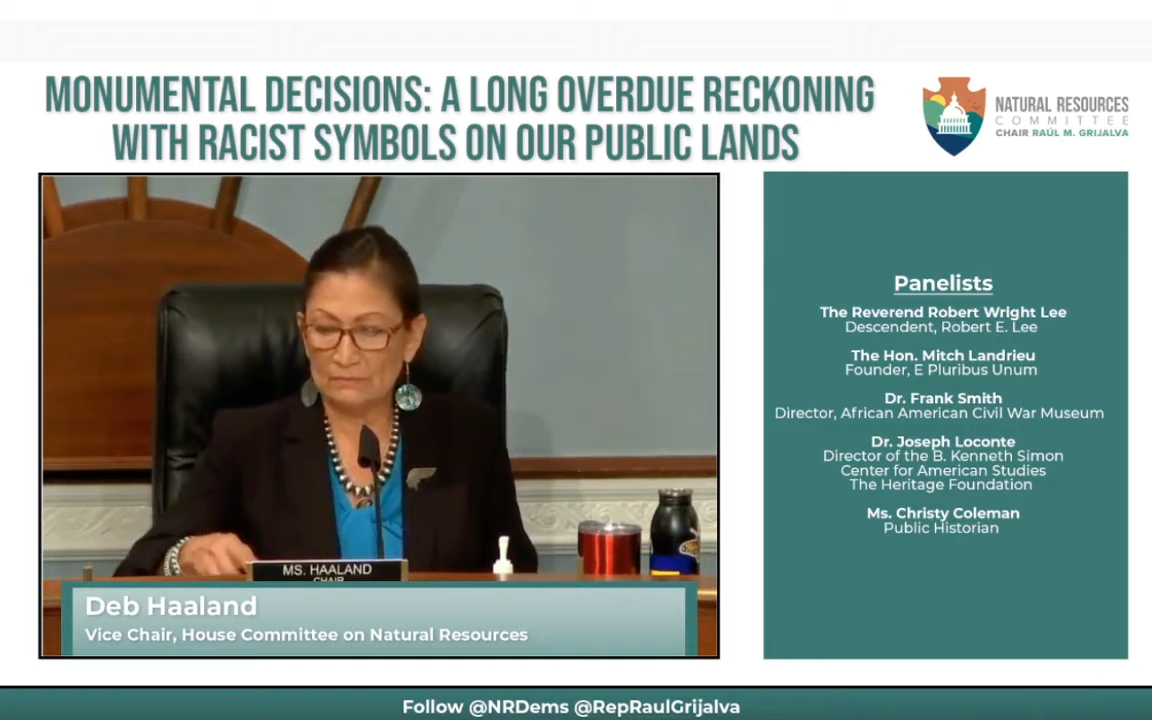 MONUMENTAL DECISIONS: A LONG OVERDUE RECKONING
WITH RACIST SYMBOLS ON OUR PUBLIC LANDS
NATURAL RESOURCES
COMMITTEE
CHAIR RAÚL M. GRIJALVA
MS. HAALAND
CHAIR
Deb Haaland
Vice Chair, House Committee on Natural Resources
Panelists
The Reverend Robert Wright Lee
Descendent, Robert E. Lee
The Hon. Mitch Landrieu
Founder, E Pluribus Unum
Dr. Frank Smith
Director, African American Civil War Museum
Dr. Joseph Loconte
Director of the B. Kenneth Simon
Center for American Studies
The Heritage Foundation
Ms. Christy Coleman
Public Historian
Follow @NRDems @RepRaulGrijalva